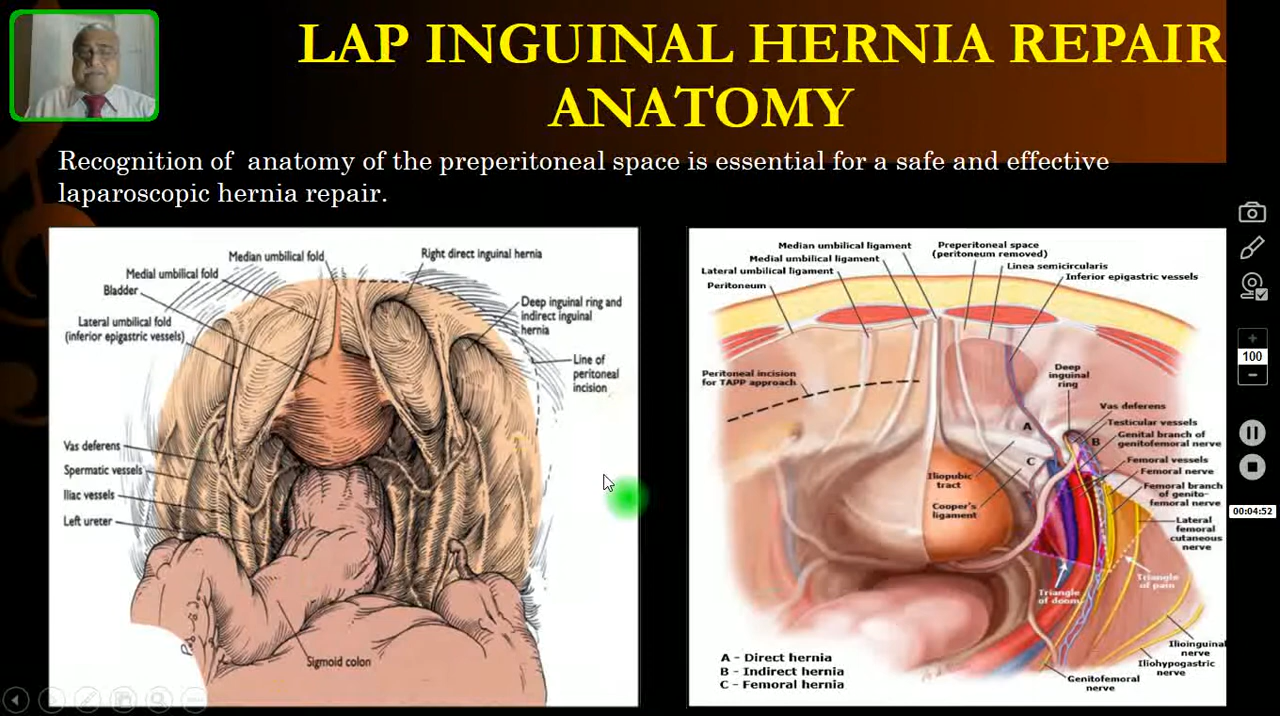 LAP INGUINAL HERNIA REPAIR
ANATOMY
Recognition of anatomy of the preperitoneal space is essential for a safe and effective
laparoscopic hernia repair.
Median umbilical fold
Right direct inguinal hernia
Medial umbilical fold
Bladder
Deep inguinal ring and
indirect inguinal
hernia
Lateral umbilical fold
(inferior epigastric vessels)
Line of
peritoneal
incision
Vas deferens
Spermatic vessels
Iliac vessels
Left ureter
Sigmoid colon
Median umbilical ligament
Medial umbilical ligament
Lateral umbilical ligament
Peritoneum
Preperitoneal space
(peritoneum removed)
Linea semicircularis
Inferior epigastric vessels
Peritoneal incision
for TAPP approach
Deep
inguinal
ring
Vas deferens
Testicular vessels
Genital branch of
genitofemoral nerve
Femoral vessels
Femoral nerve
Femoral branch
of genito-
femoral nerve
Lateral
femoral
cutaneous
nerve
A
B
C
Iliopubic
tract
Cooper's
ligament
Triangle
of doom
Triangle
of pain
Ilioinguinal
nerve
Iliohypogastric
nerve
Genitofemoral
nerve
A - Direct hernia
B - Indirect hernia
C - Femoral hernia
100
00:04:52